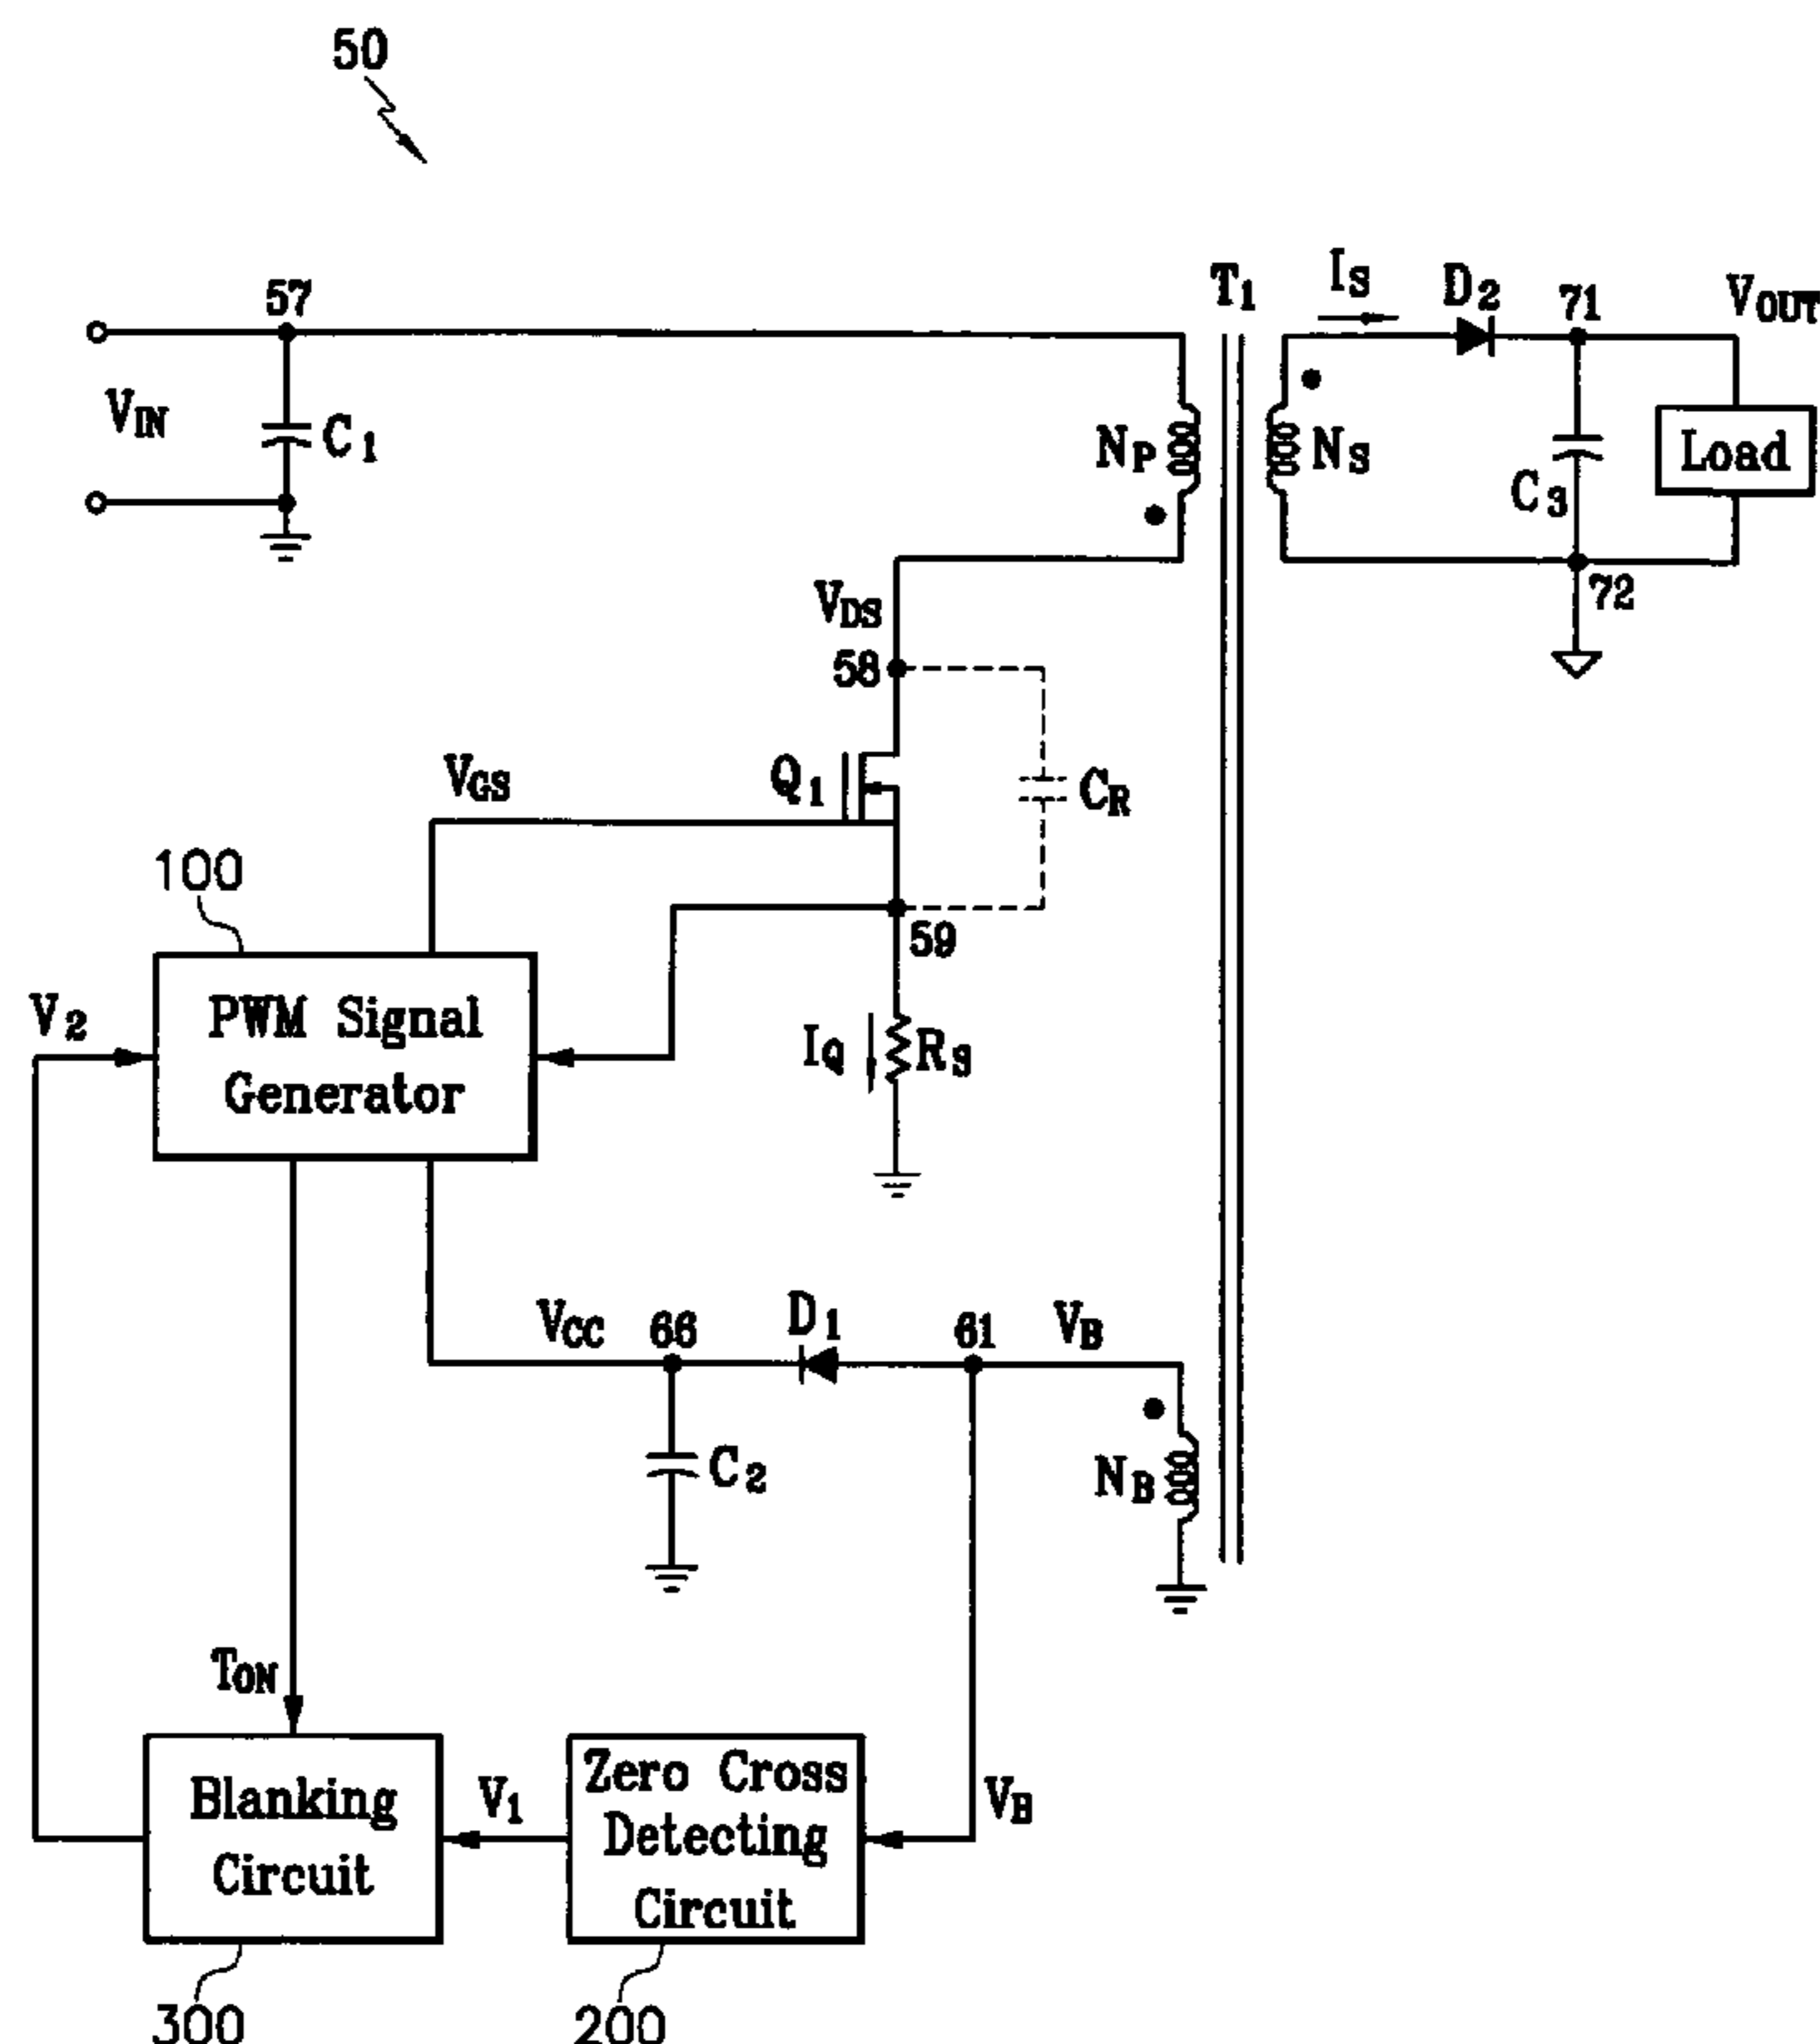 50
57
T1
IS
D2
71
VOUT
VIN
C1
NP
NS
C3
Load
72
VDS
58
VGS
Q1
CR
100
59
V2
PWM Signal
Generator
IQ
RS
VCC
66
D1
61
VB
C2
NB
TON
Blanking
Circuit
V1
Zero Cross
Detecting
Circuit
VB
300
200